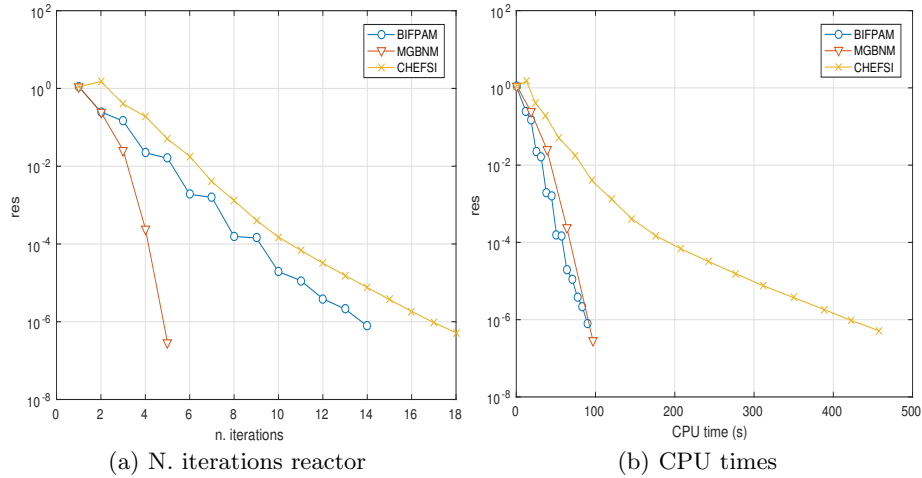 10^2
10^0
10^-2
10^-4
10^-6
10^-8
res
0 2 4 6 8 10 12 14 16 18
n. iterations
BIFPAM
MGBNM
CHEFSI
(a) N. iterations reactor
10^2
10^0
10^-2
10^-4
10^-6
10^-8
res
0 100 200 300 400 500
CPU time (s)
BIFPAM
MGBNM
CHEFSI
(b) CPU times